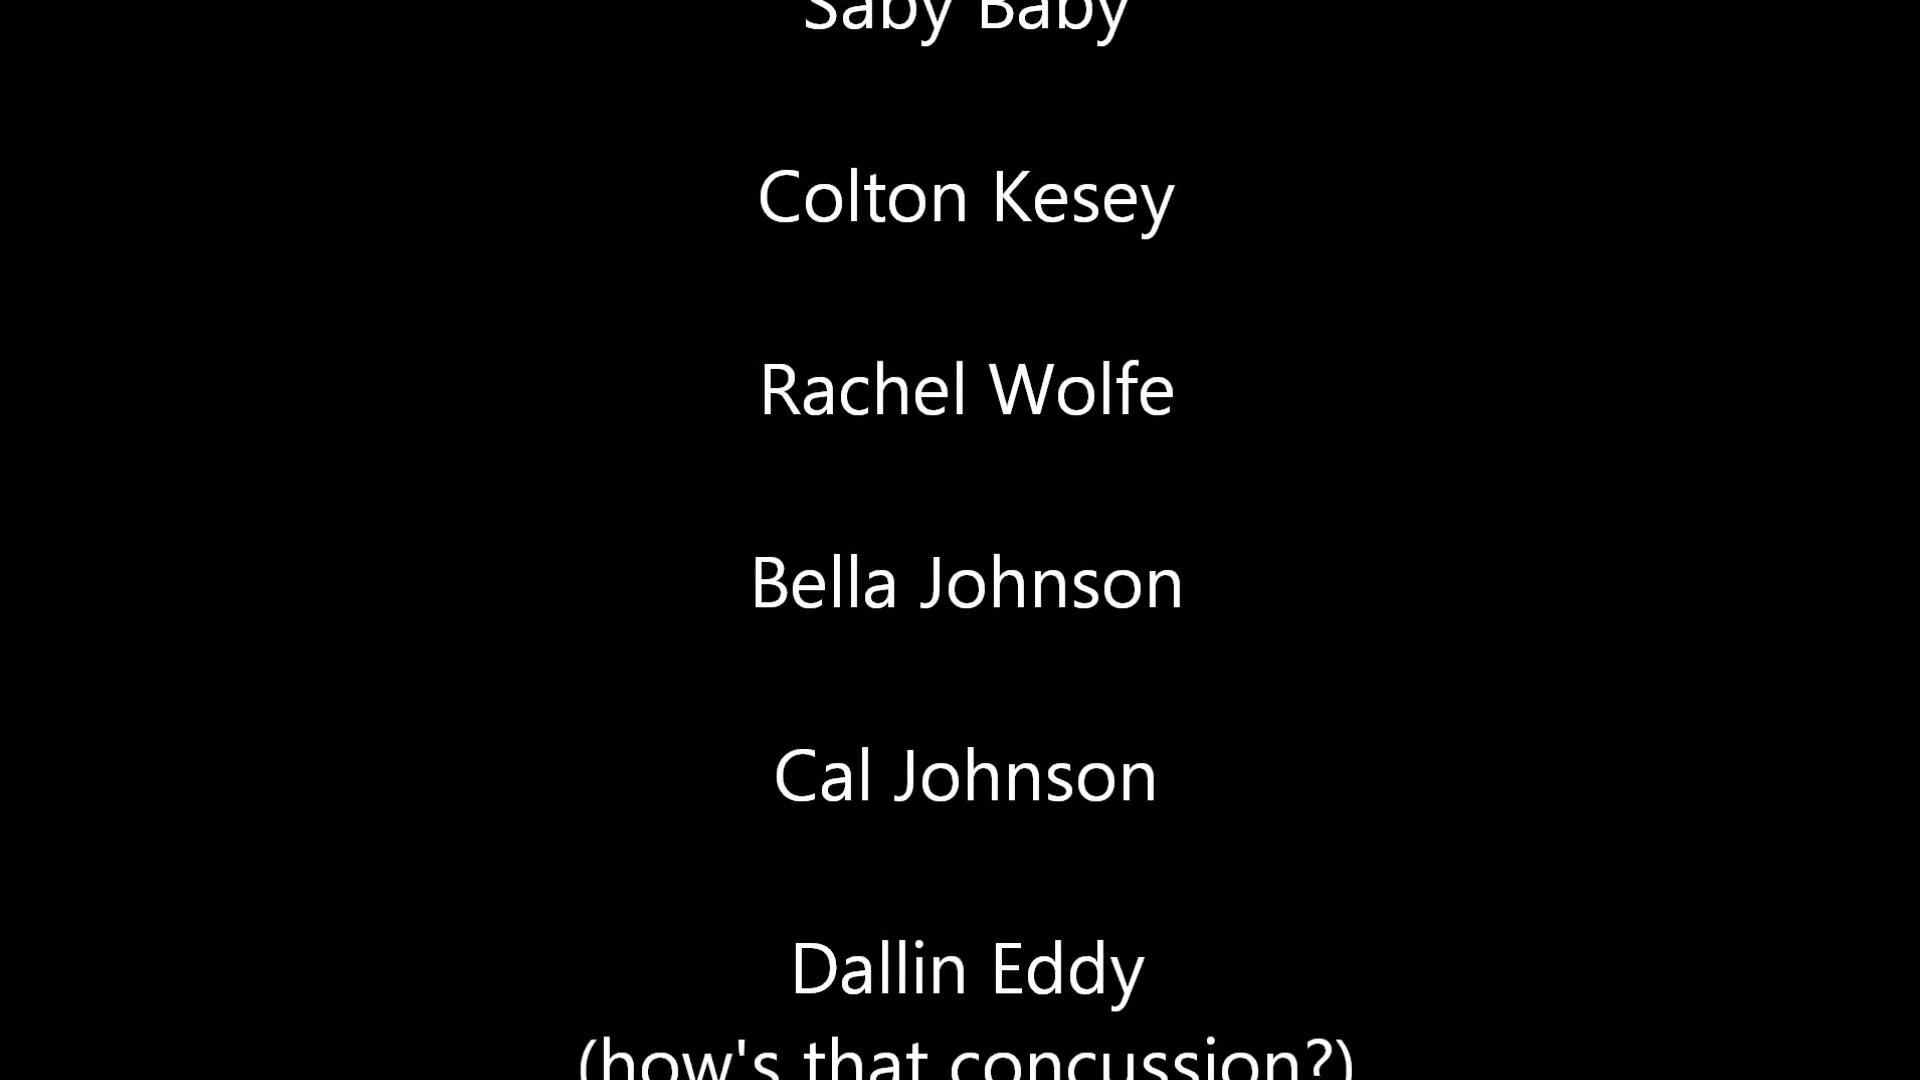 Saby Baby
Colton Kesey
Rachel Wolfe
Bella Johnson
Cal Johnson
Dallin Eddy
(how's that concussion?)